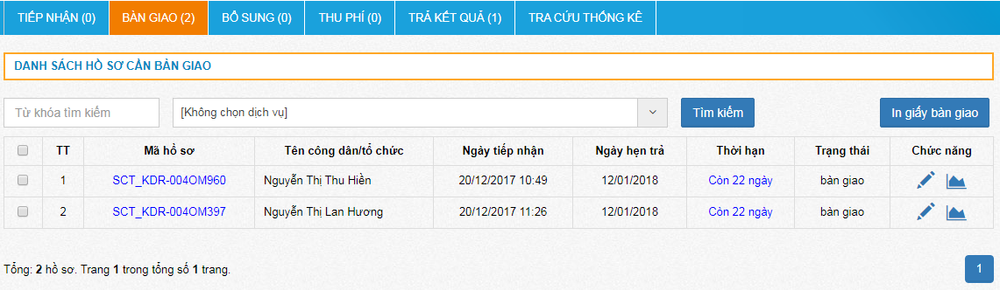 TIẾP NHẬN (0) BÀN GIAO (2) BỔ SUNG (0) THU PHÍ (0) TRẢ KẾT QUẢ (1) TRA CỨU THỐNG KÊ
DANH SÁCH HỒ SƠ CẦN BÀN GIAO
Từ khóa tìm kiếm [Không chọn dịch vụ] Tìm kiếm In giấy bàn giao
TT Mã hồ sơ Tên công dân/tổ chức Ngày tiếp nhận Ngày hẹn trả Thời hạn Trạng thái Chức năng
1 SCT_KDR-004OM960 Nguyễn Thị Thu Hiền 20/12/2017 10:49 12/01/2018 Còn 22 ngày bàn giao
2 SCT_KDR-004OM397 Nguyễn Thị Lan Hương 20/12/2017 11:26 12/01/2018 Còn 22 ngày bàn giao
Tổng: 2 hồ sơ. Trang 1 trong tổng số 1 trang. 1